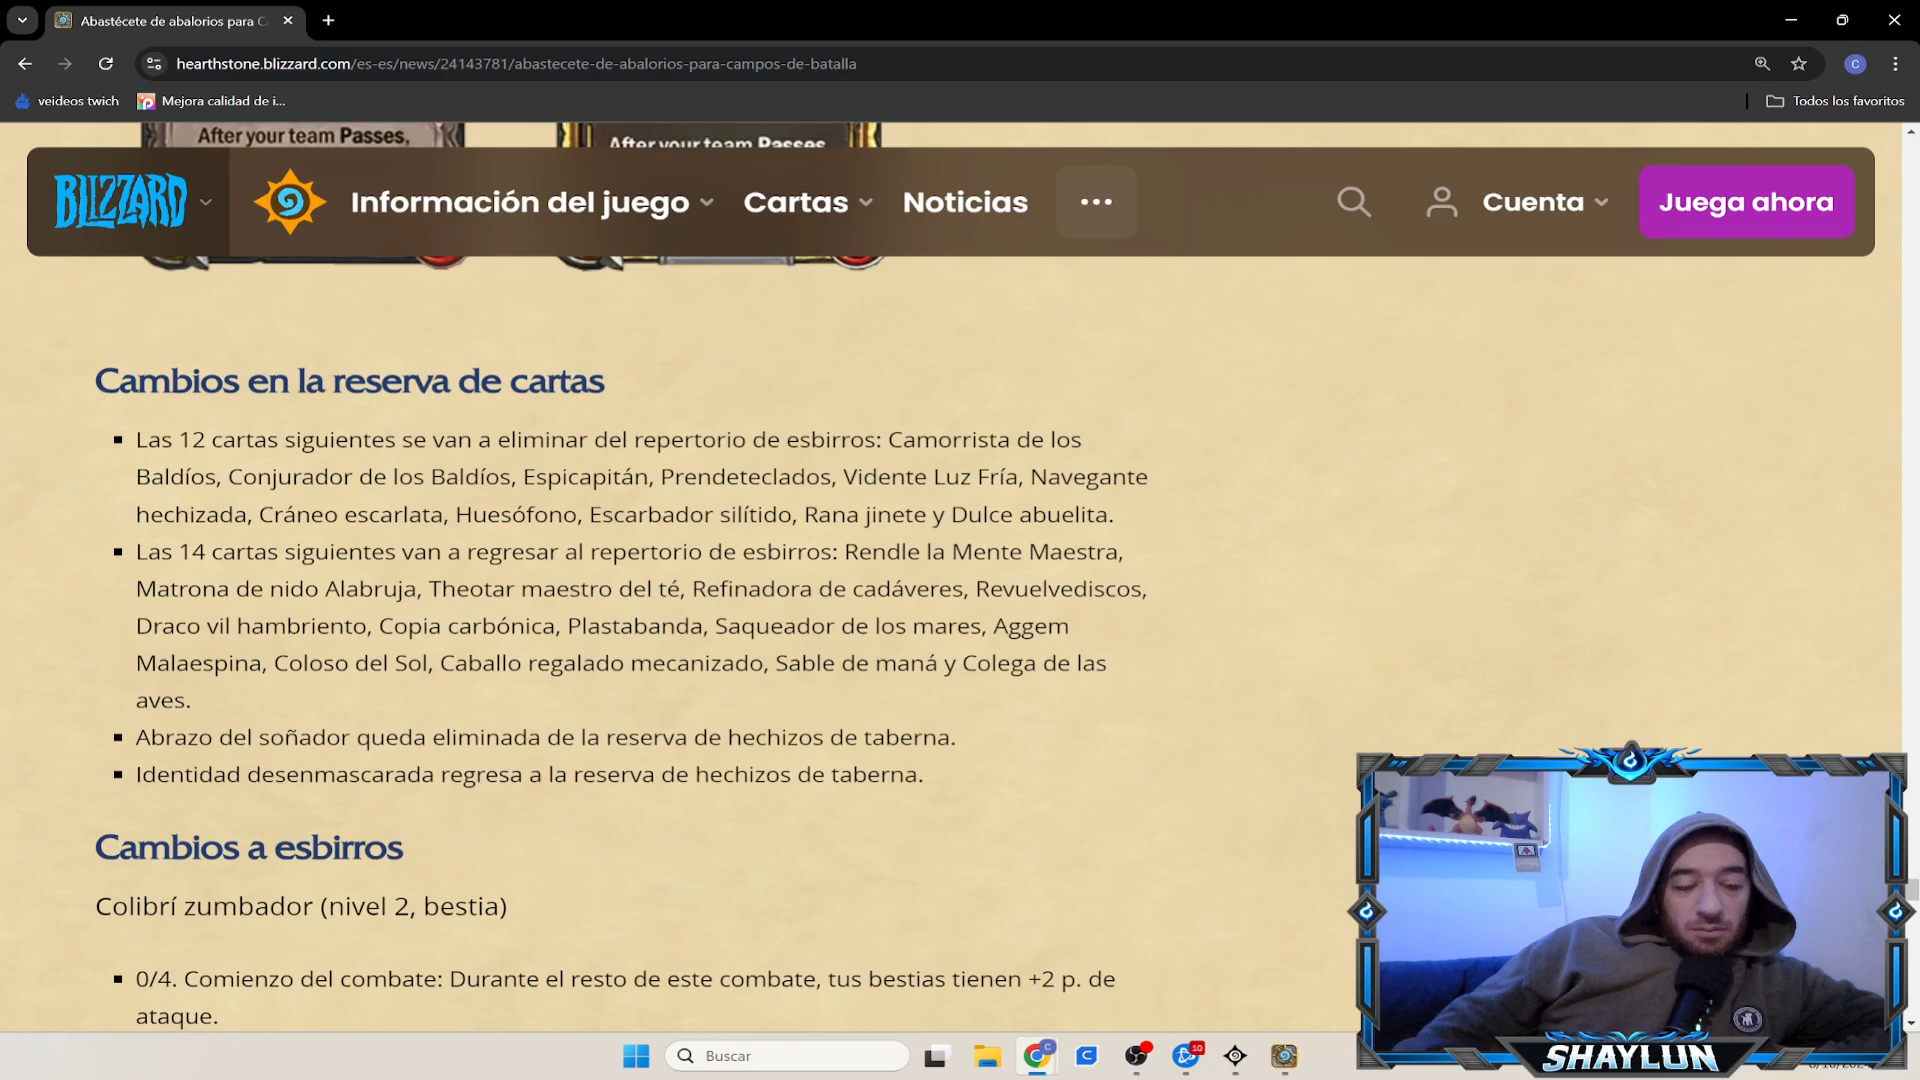 Abastécete de abalorios para C
hearthstone.blizzard.com/es-es/news/24143781/abastecete-de-abalorios-para-campos-de-batalla
C
veideos twich
Mejora calidad de i...
Todos los favoritos
After your team Passes,
After your team Passes
BLIZZARD
Información del juego
Cartas
Noticias
Cuenta
Juega ahora
Cambios en la reserva de cartas
Las 12 cartas siguientes se van a eliminar del repertorio de esbirros: Camorrista de los
Baldíos, Conjurador de los Baldíos, Espicapitán, Prendeteclados, Vidente Luz Fría, Navegante
hechizada, Cráneo escarlata, Huesófono, Escarbador silítido, Rana jinete y Dulce abuelita.
Las 14 cartas siguientes van a regresar al repertorio de esbirros: Rendle la Mente Maestra,
Matrona de nido Alabruja, Theotar maestro del té, Refinadora de cadáveres, Revuelvediscos,
Draco vil hambriento, Copia carbónica, Plastabanda, Saqueador de los mares, Aggem
Malaespina, Coloso del Sol, Caballo regalado mecanizado, Sable de maná y Colega de las
aves.
Abrazo del soñador queda eliminada de la reserva de hechizos de taberna.
Identidad desenmascarada regresa a la reserva de hechizos de taberna.
Cambios a esbirros
Colibrí zumbador (nivel 2, bestia)
0/4. Comienzo del combate: Durante el resto de este combate, tus bestias tienen +2 p. de
ataque.
Buscar
C
10
SHAYLUN